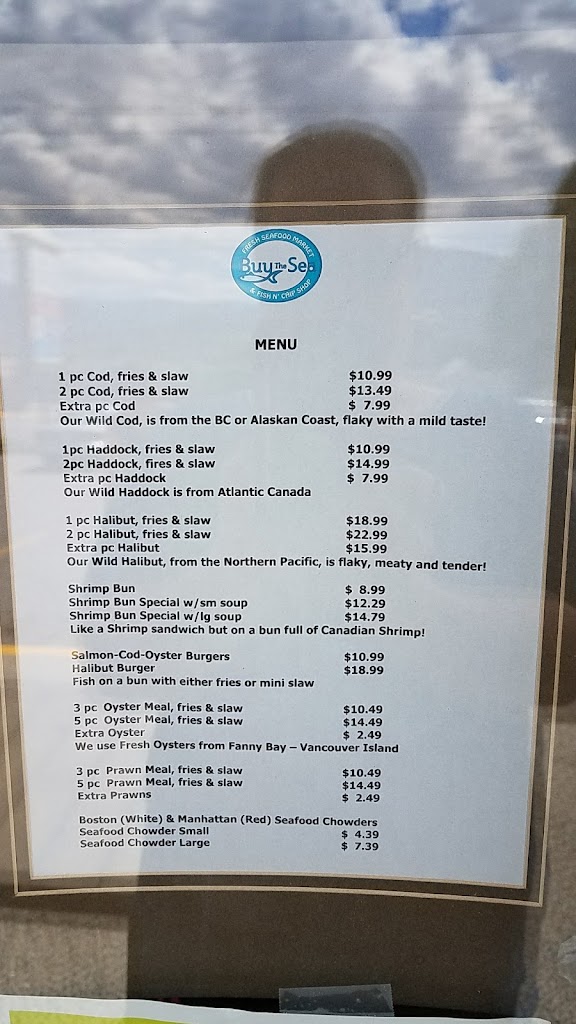 FRESH SEAFOOD MARKET
Buy The Sea
& FISH N' CHIP SHOP
MENU
1 pc Cod, fries & slaw $10.99
2 pc Cod, fries & slaw $13.49
Extra pc Cod $ 7.99
Our Wild Cod, is from the BC or Alaskan Coast, flaky with a mild taste!
1pc Haddock, fries & slaw $10.99
2pc Haddock, fires & slaw $14.99
Extra pc Haddock $ 7.99
Our Wild Haddock is from Atlantic Canada
1 pc Halibut, fries & slaw $18.99
2 pc Halibut, fries & slaw $22.99
Extra pc Halibut $15.99
Our Wild Halibut, from the Northern Pacific, is flaky, meaty and tender!
Shrimp Bun $ 8.99
Shrimp Bun Special w/sm soup $12.29
Shrimp Bun Special w/lg soup $14.79
Like a Shrimp sandwich but on a bun full of Canadian Shrimp!
Salmon-Cod-Oyster Burgers $10.99
Halibut Burger $18.99
Fish on a bun with either fries or mini slaw
3 pc Oyster Meal, fries & slaw $10.49
5 pc Oyster Meal, fries & slaw $14.49
Extra Oyster $ 2.49
We use Fresh Oysters from Fanny Bay – Vancouver Island
3 pc Prawn Meal, fries & slaw $10.49
5 pc Prawn Meal, fries & slaw $14.49
Extra Prawns $ 2.49
Boston (White) & Manhattan (Red) Seafood Chowders
Seafood Chowder Small $ 4.39
Seafood Chowder Large $ 7.39